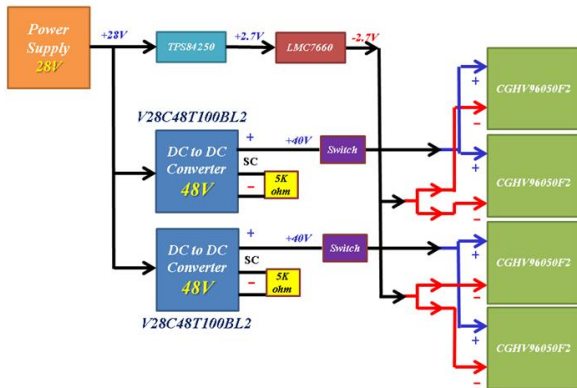 Power
Supply
28V
+28V
TPS84250
+2.7V
LMC7660
-2.7V
V28C48T100BL2
DC to DC
Converter
48V
+
+40V
Switch
SC
−
5K
ohm
DC to DC
Converter
48V
+
+40V
Switch
SC
−
5K
ohm
V28C48T100BL2
+
−
CGHV96050F2
+
−
CGHV96050F2
+
−
CGHV96050F2
+
−
CGHV96050F2